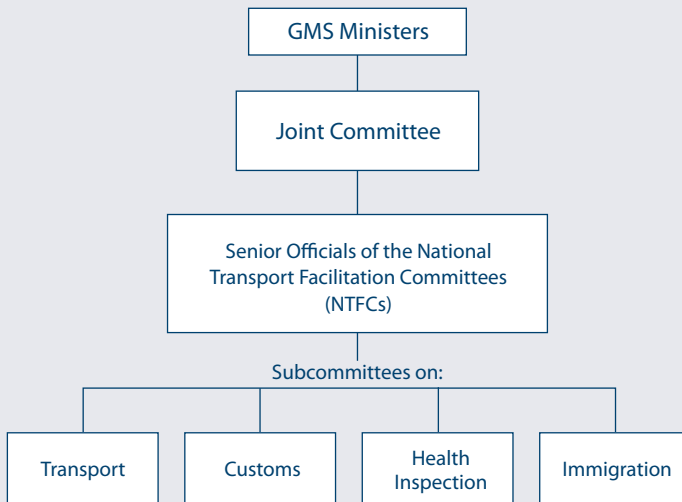 GMS Ministers
Joint Committee
Senior Officials of the National
Transport Facilitation Committees
(NTFCs)
Subcommittees on:
Transport
Customs
Health
Inspection
Immigration